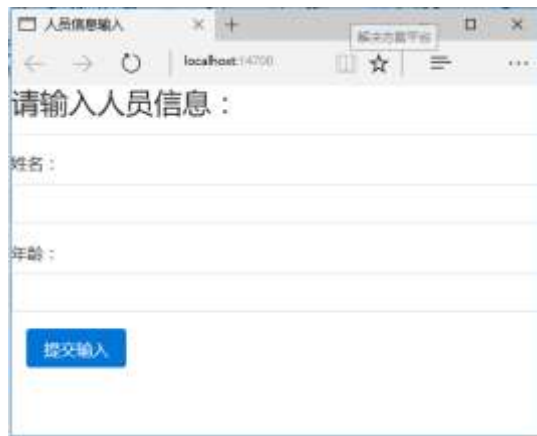 人员信息输入
解决方案平台
localhost:14700
请输入人员信息：
姓名：
年龄：
提交输入